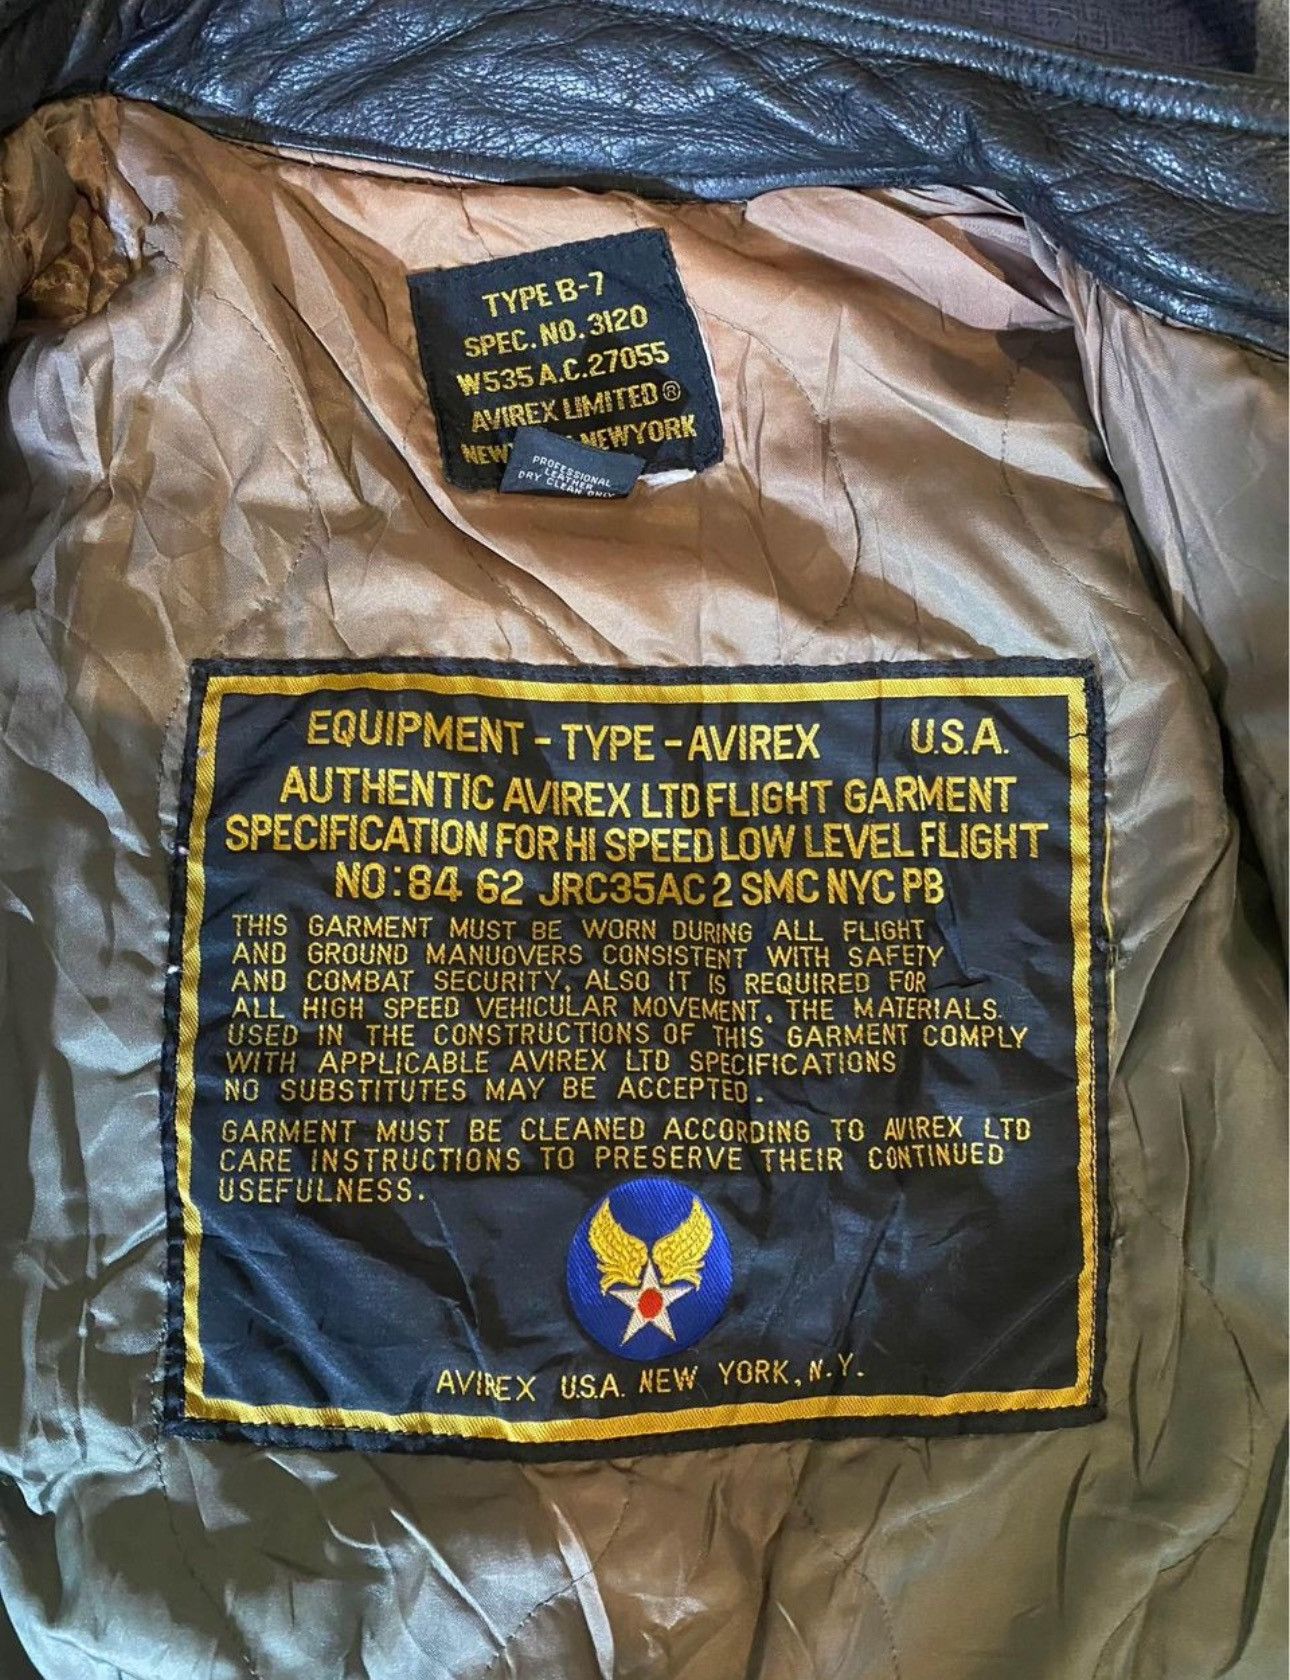 TYPE B-7
SPEC. NO. 3120
W535 A.C. 27055
AVIREX LIMITED ®
NEWYORK
PROFESSIONAL
LEATHER
DRY CLEAN ONLY
EQUIPMENT - TYPE - AVIREX U.S.A.
AUTHENTIC AVIREX LTD FLIGHT GARMENT
SPECIFICATION FOR HI SPEED LOW LEVEL FLIGHT
NO: 84 62 JRC35AC 2 SMC NYC PB
THIS GARMENT MUST BE WORN DURING ALL FLIGHT
AND GROUND MANUOVERS CONSISTENT WITH SAFETY
AND COMBAT SECURITY, ALSO IT IS REQUIRED FOR
ALL HIGH SPEED VEHICULAR MOVEMENT. THE MATERIALS
USED IN THE CONSTRUCTIONS OF THIS GARMENT COMPLY
WITH APPLICABLE AVIREX LTD SPECIFICATIONS
NO SUBSTITUTES MAY BE ACCEPTED.
GARMENT MUST BE CLEANED ACCORDING TO AVIREX LTD
CARE INSTRUCTIONS TO PRESERVE THEIR CONTINUED
USEFULNESS.
AVIREX U.S.A. NEW YORK, N.Y.